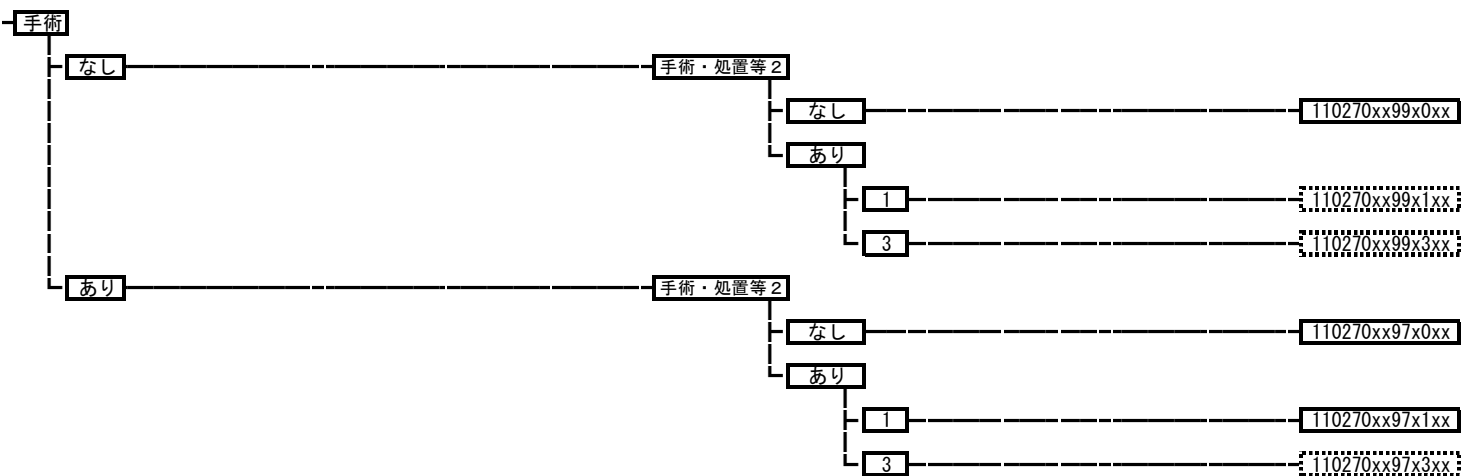 手術
なし 手術・処置等2
なし 110270xx99x0xx
あり
1 110270xx99x1xx
3 110270xx99x3xx
あり 手術・処置等2
なし 110270xx97x0xx
あり
1 110270xx97x1xx
3 110270xx97x3xx